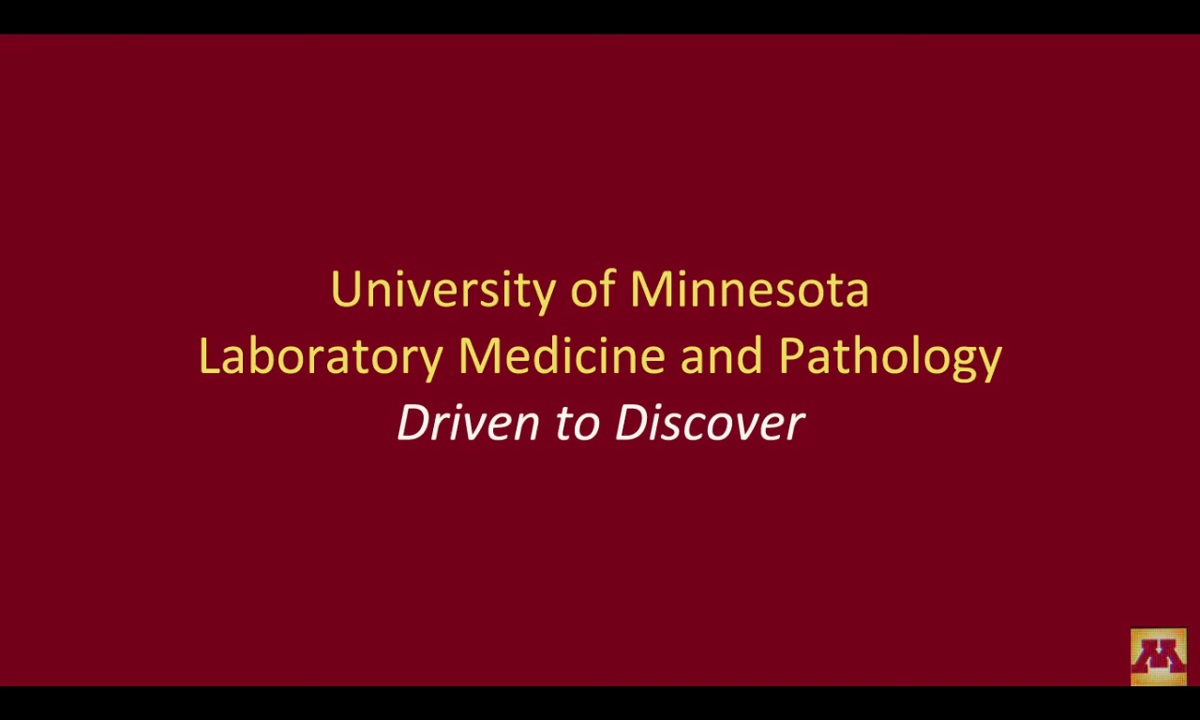 University of Minnesota
Laboratory Medicine and Pathology
Driven to Discover
M